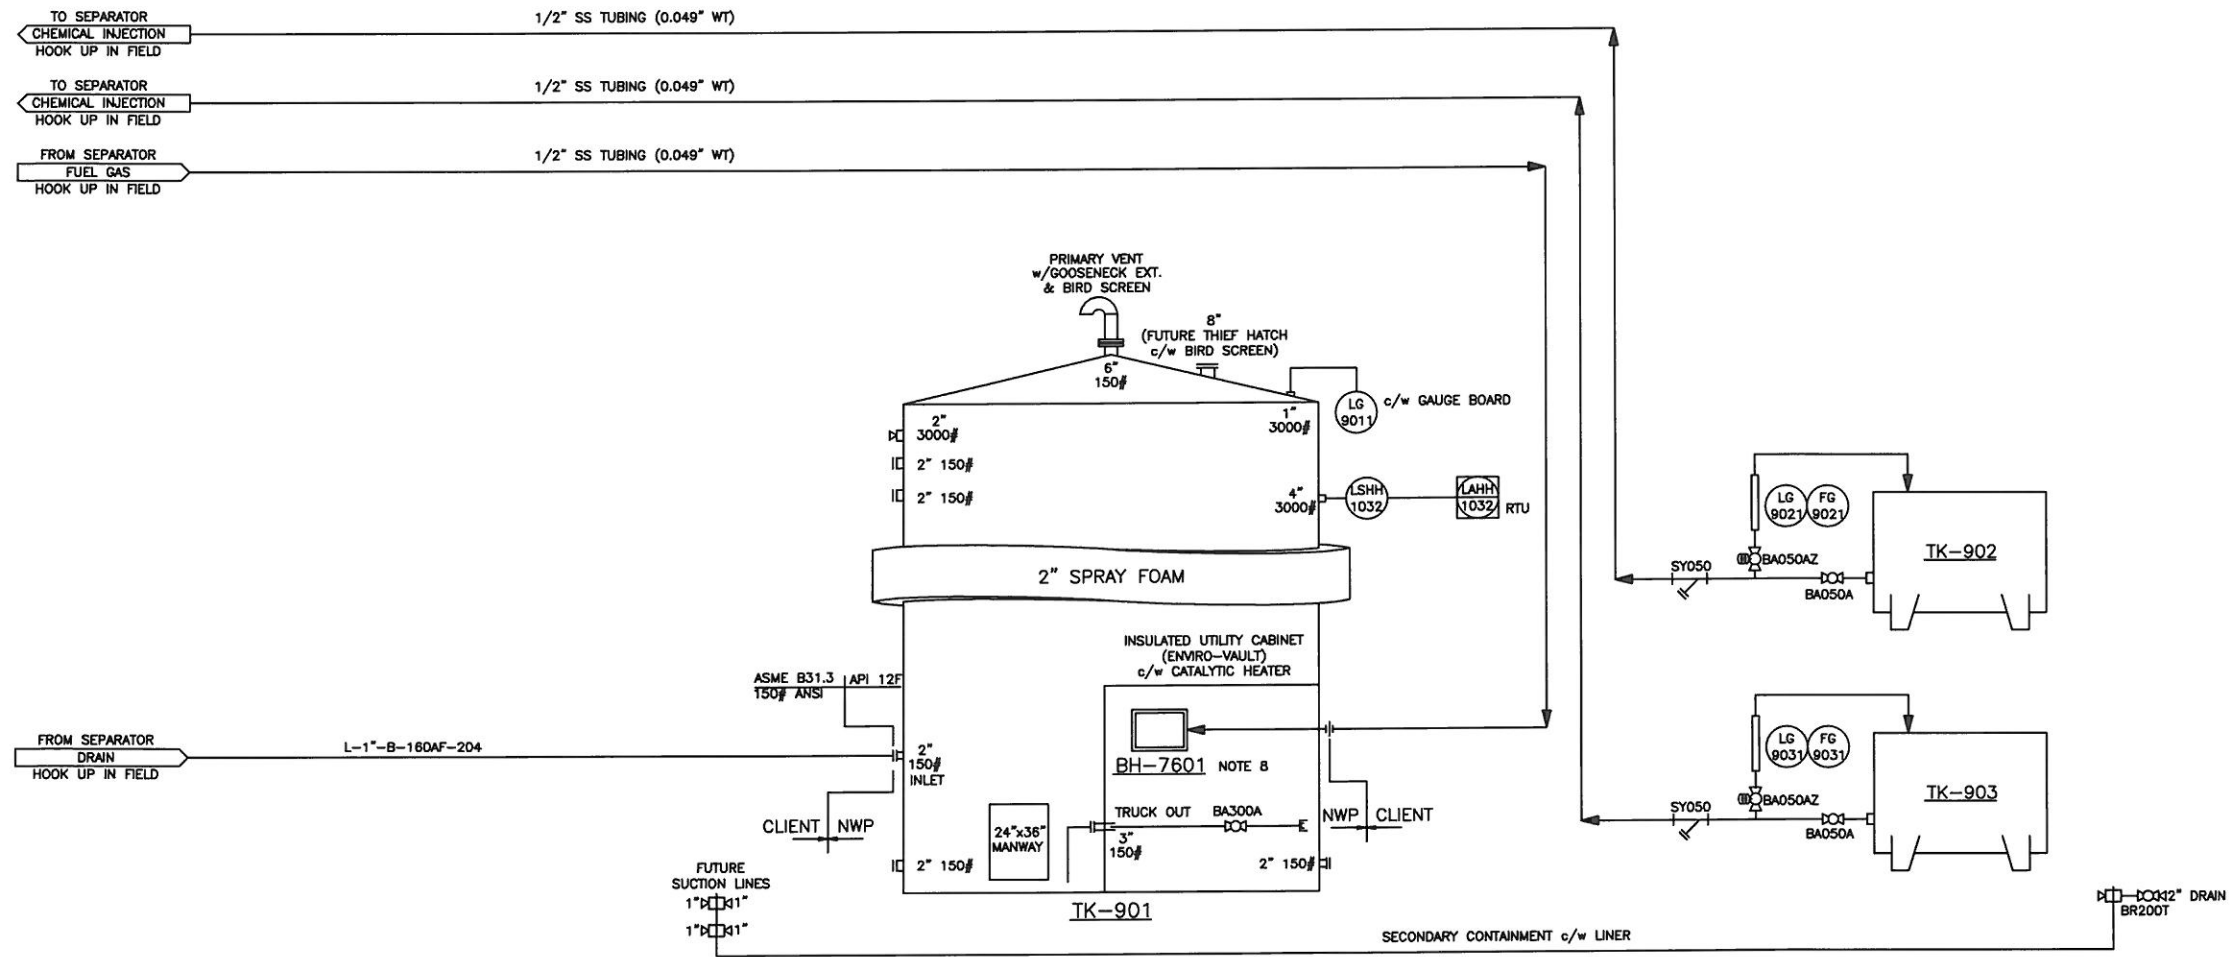 TO SEPARATOR
CHEMICAL INJECTION
HOOK UP IN FIELD
1/2" SS TUBING (0.049" WT)
TO SEPARATOR
CHEMICAL INJECTION
HOOK UP IN FIELD
1/2" SS TUBING (0.049" WT)
FROM SEPARATOR
FUEL GAS
HOOK UP IN FIELD
1/2" SS TUBING (0.049" WT)
PRIMARY VENT
w/GOOSENECK EXT.
& BIRD SCREEN
8"
(FUTURE THIEF HATCH
c/w BIRD SCREEN)
6"
150#
LG
9011
c/w GAUGE BOARD
1"
3000#
2"
3000#
2" 150#
2" 150#
4"
3000#
LSHH
1032
LAHH
1032
RTU
2" SPRAY FOAM
LG
9021
FG
9021
TK-902
BA050AZ
SY050
BA050A
INSULATED UTILITY CABINET
(ENVIRO-VAULT)
c/w CATALYTIC HEATER
ASME B31.3
150# ANSI
API 12F
FROM SEPARATOR
DRAIN
HOOK UP IN FIELD
L-1"-B-160AF-204
2"
150#
INLET
BH-7601
NOTE 8
CLIENT
NWP
24"x36"
MANWAY
TRUCK OUT
BA300A
3"
150#
NWP
CLIENT
2" 150#
2" 150#
TK-901
LG
9031
FG
9031
TK-903
BA050AZ
SY050
BA050A
FUTURE
SUCTION LINES
1" 1"
1" 1"
SECONDARY CONTAINMENT c/w LINER
2" DRAIN
BR200T